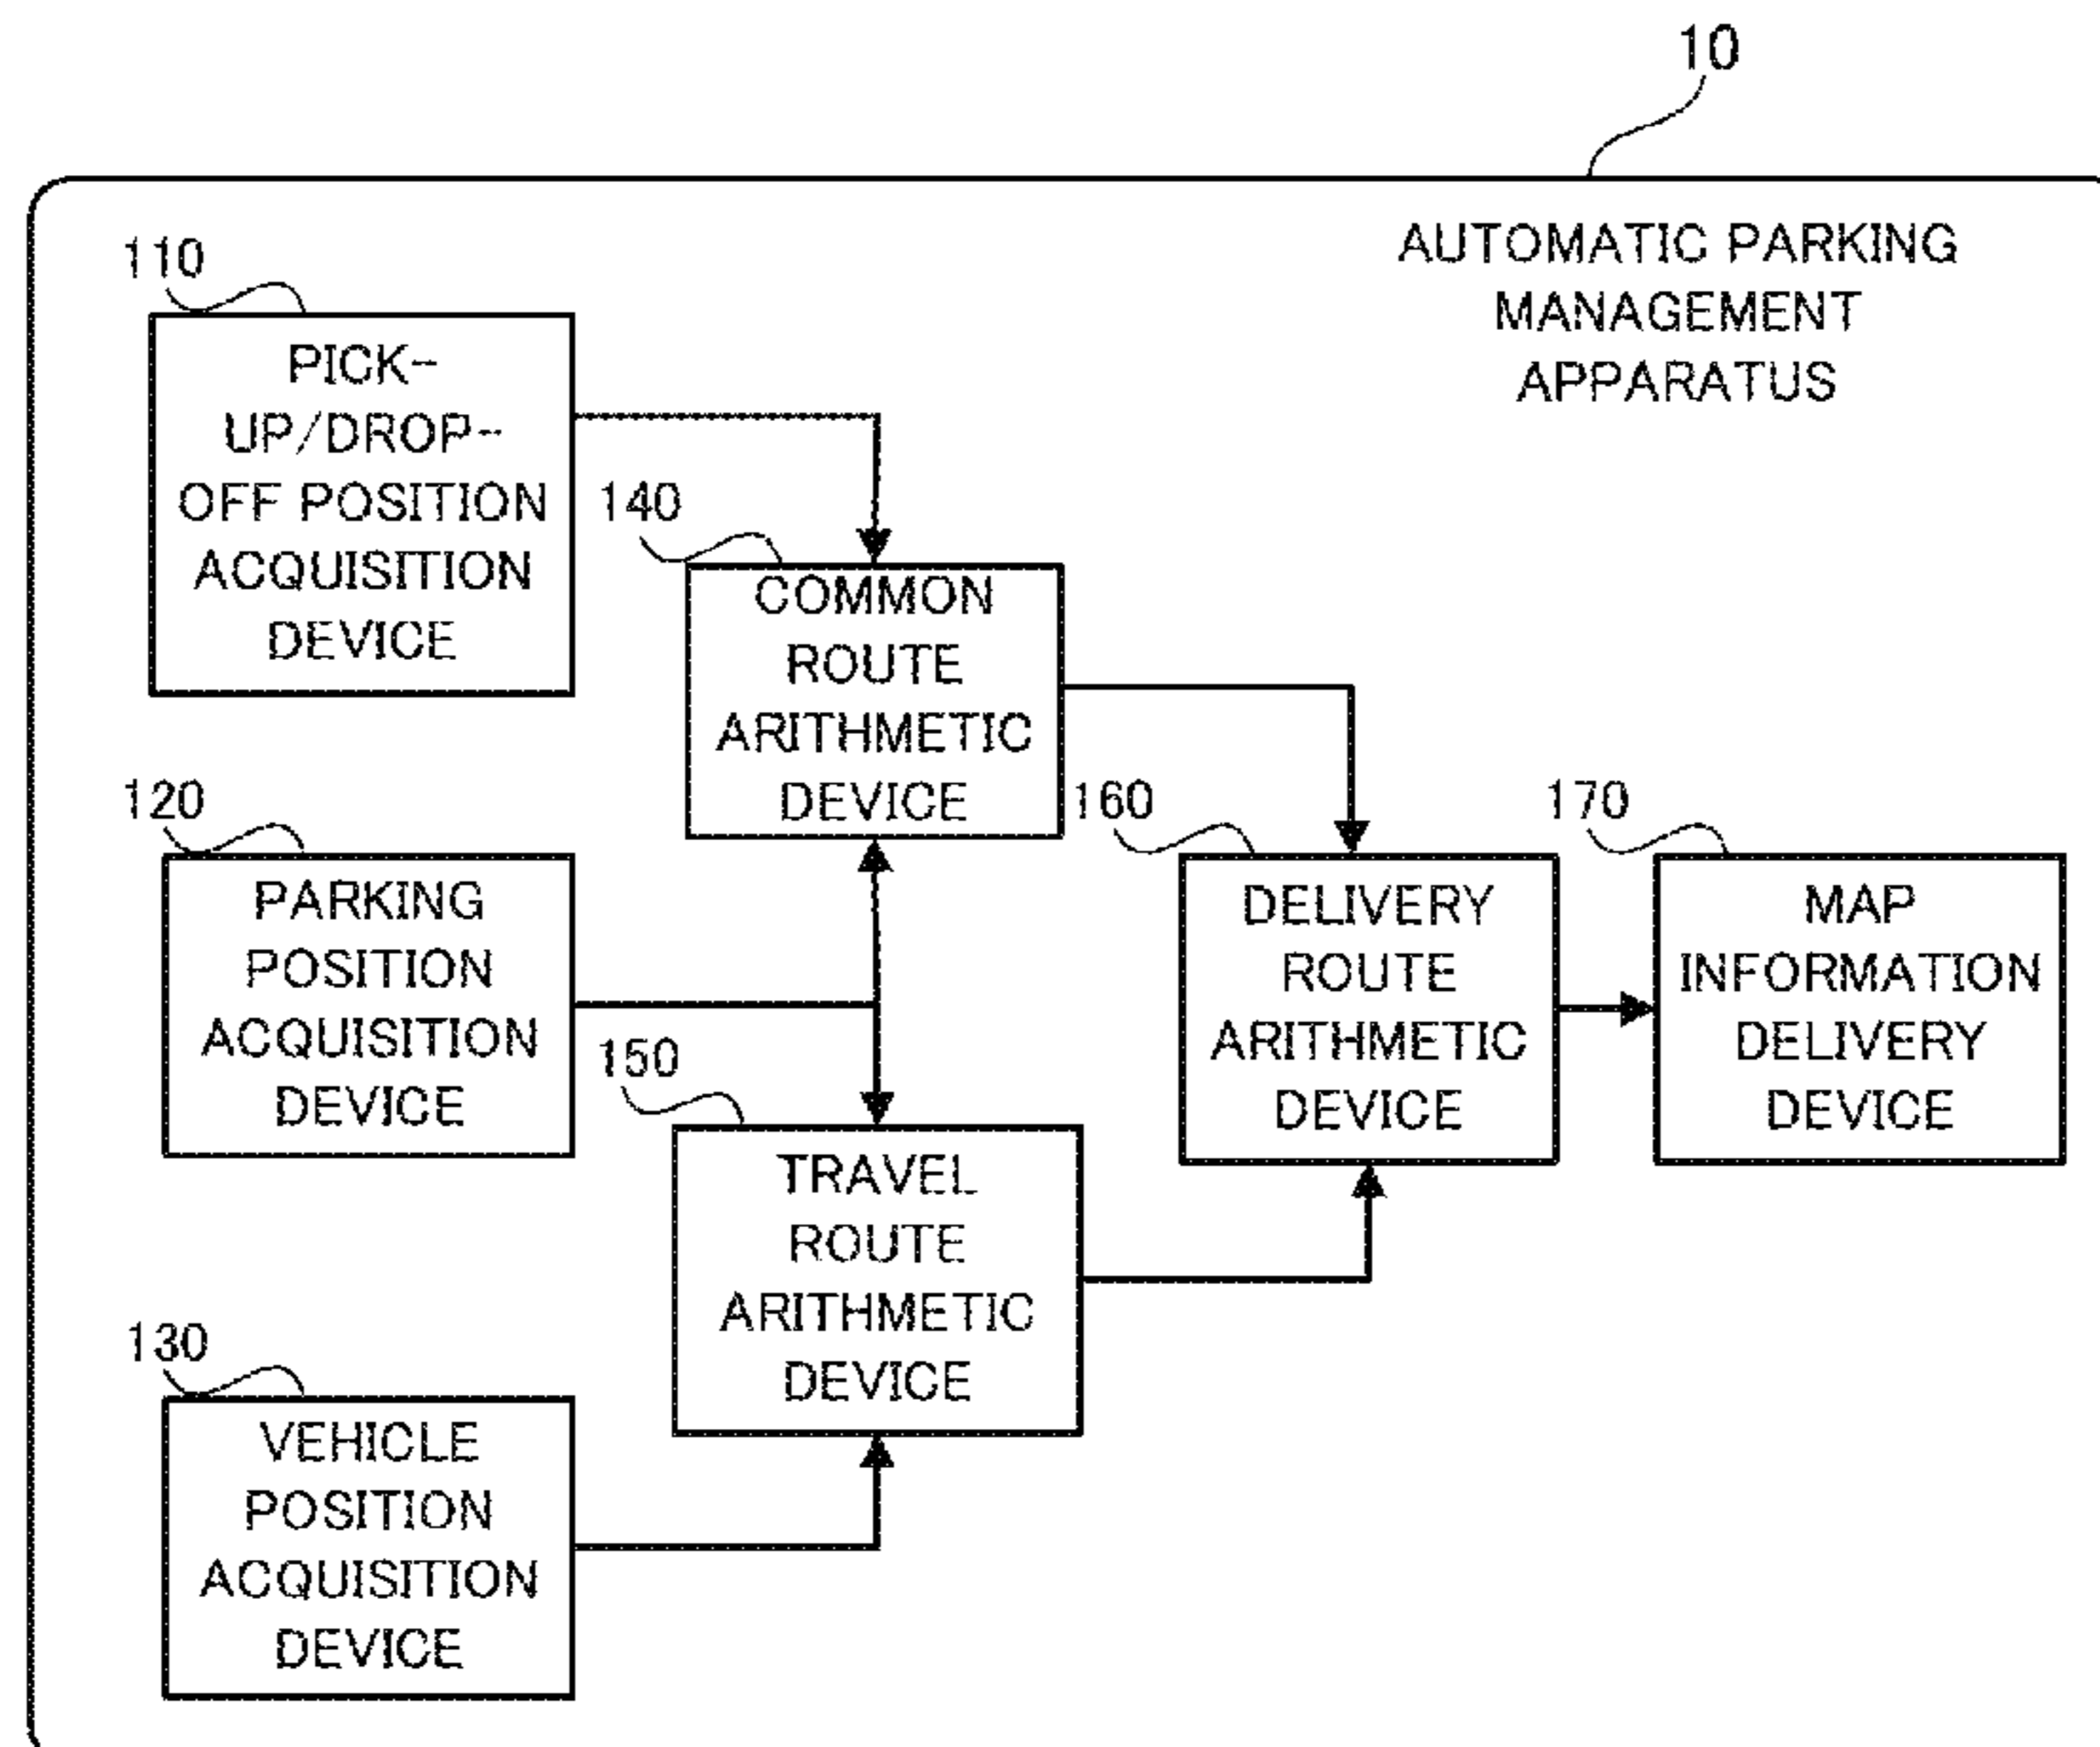 10
AUTOMATIC PARKING
MANAGEMENT
APPARATUS
110
PICK-
UP/DROP-
OFF POSITION
ACQUISITION
DEVICE
140
COMMON
ROUTE
ARITHMETIC
DEVICE
120
PARKING
POSITION
ACQUISITION
DEVICE
160
DELIVERY
ROUTE
ARITHMETIC
DEVICE
170
MAP
INFORMATION
DELIVERY
DEVICE
150
TRAVEL
ROUTE
ARITHMETIC
DEVICE
130
VEHICLE
POSITION
ACQUISITION
DEVICE